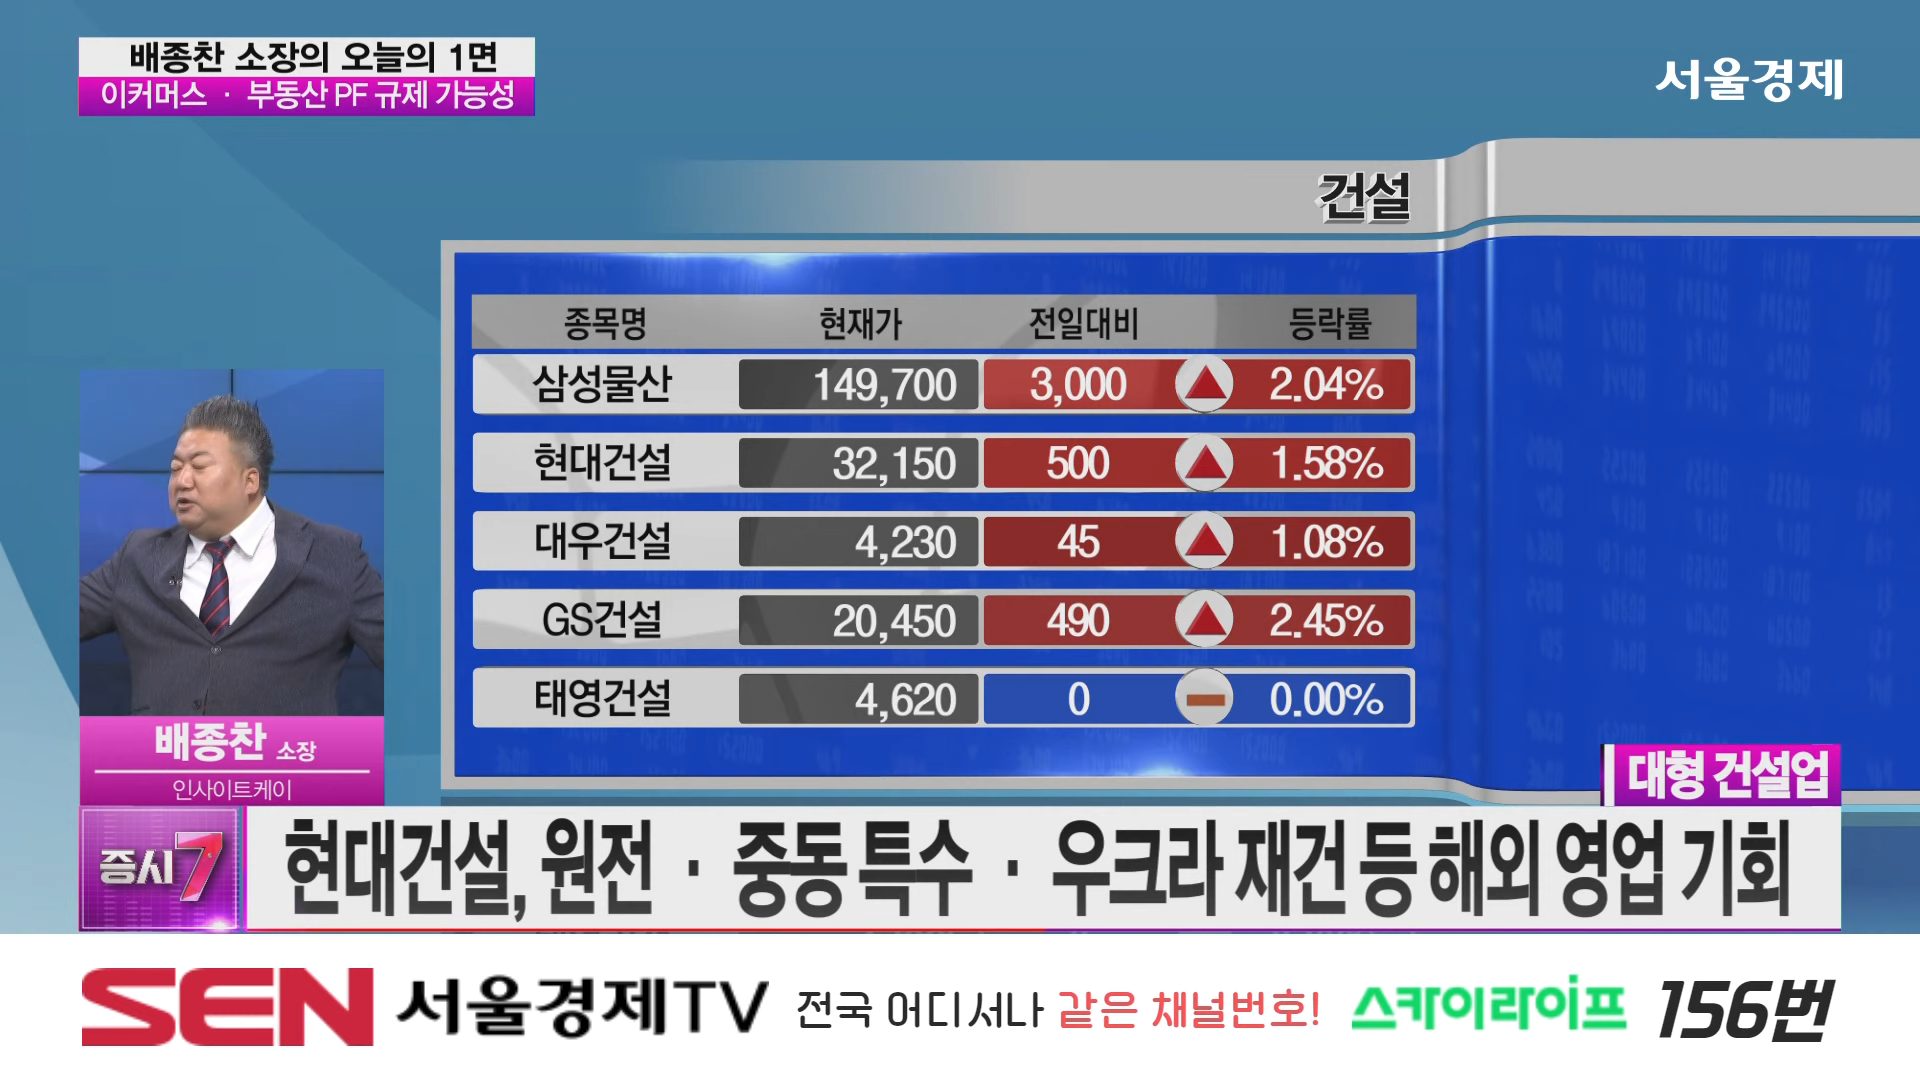 배종찬 소장의 오늘의 1면
이커머스 · 부동산 PF 규제 가능성
서울경제
건설
종목명 현재가 전일대비 등락률
삼성물산 149,700 3,000 ▲ 2.04%
현대건설 32,150 500 ▲ 1.58%
대우건설 4,230 45 ▲ 1.08%
GS건설 20,450 490 ▲ 2.45%
태영건설 4,620 0 - 0.00%
배종찬 소장
인사이트케이
대형 건설업
증시7
현대건설, 원전 · 중동 특수 · 우크라 재건 등 해외 영업 기회
SEN 서울경제TV 전국 어디서나 같은 채널번호! 스카이라이프 156번